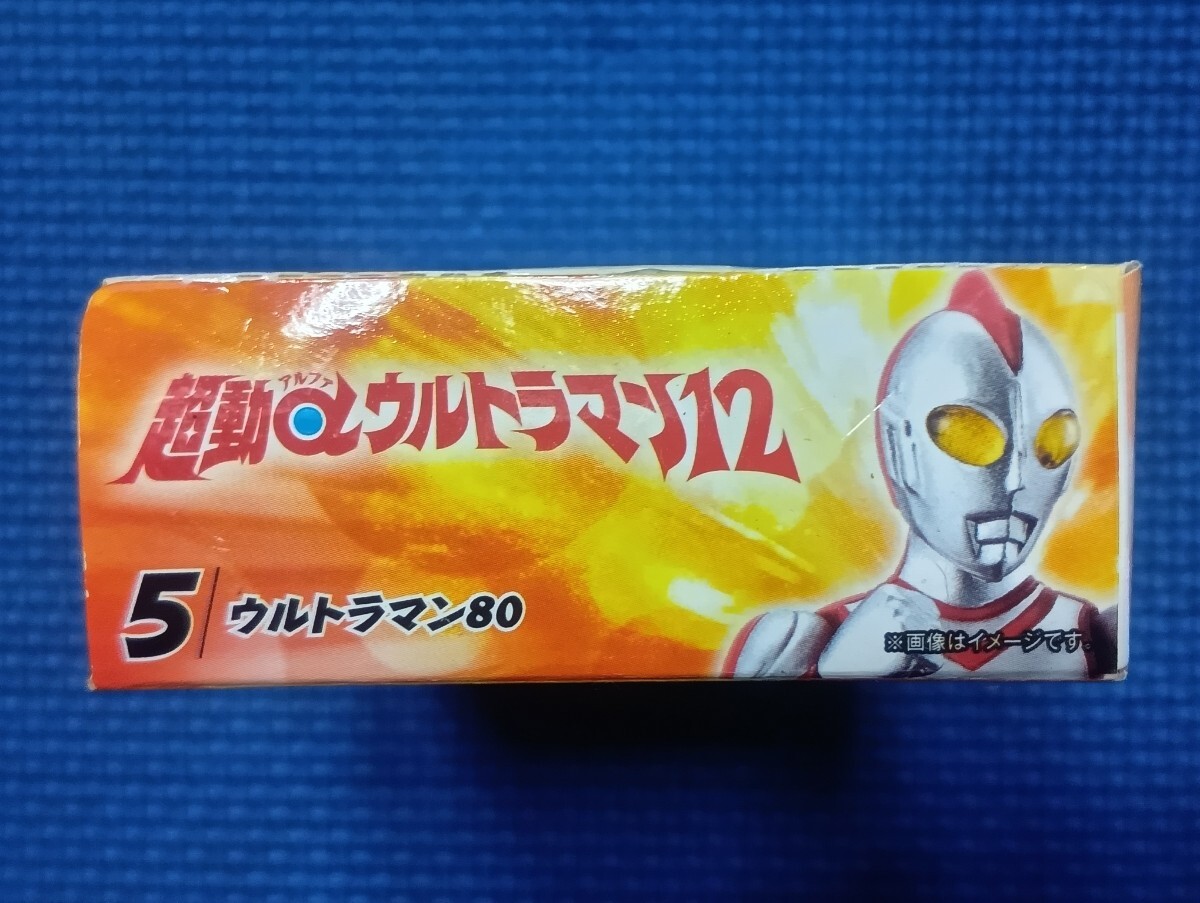 アルファ
超動αウルトラマン12
5 ウルトラマン80
※画像はイメージです。